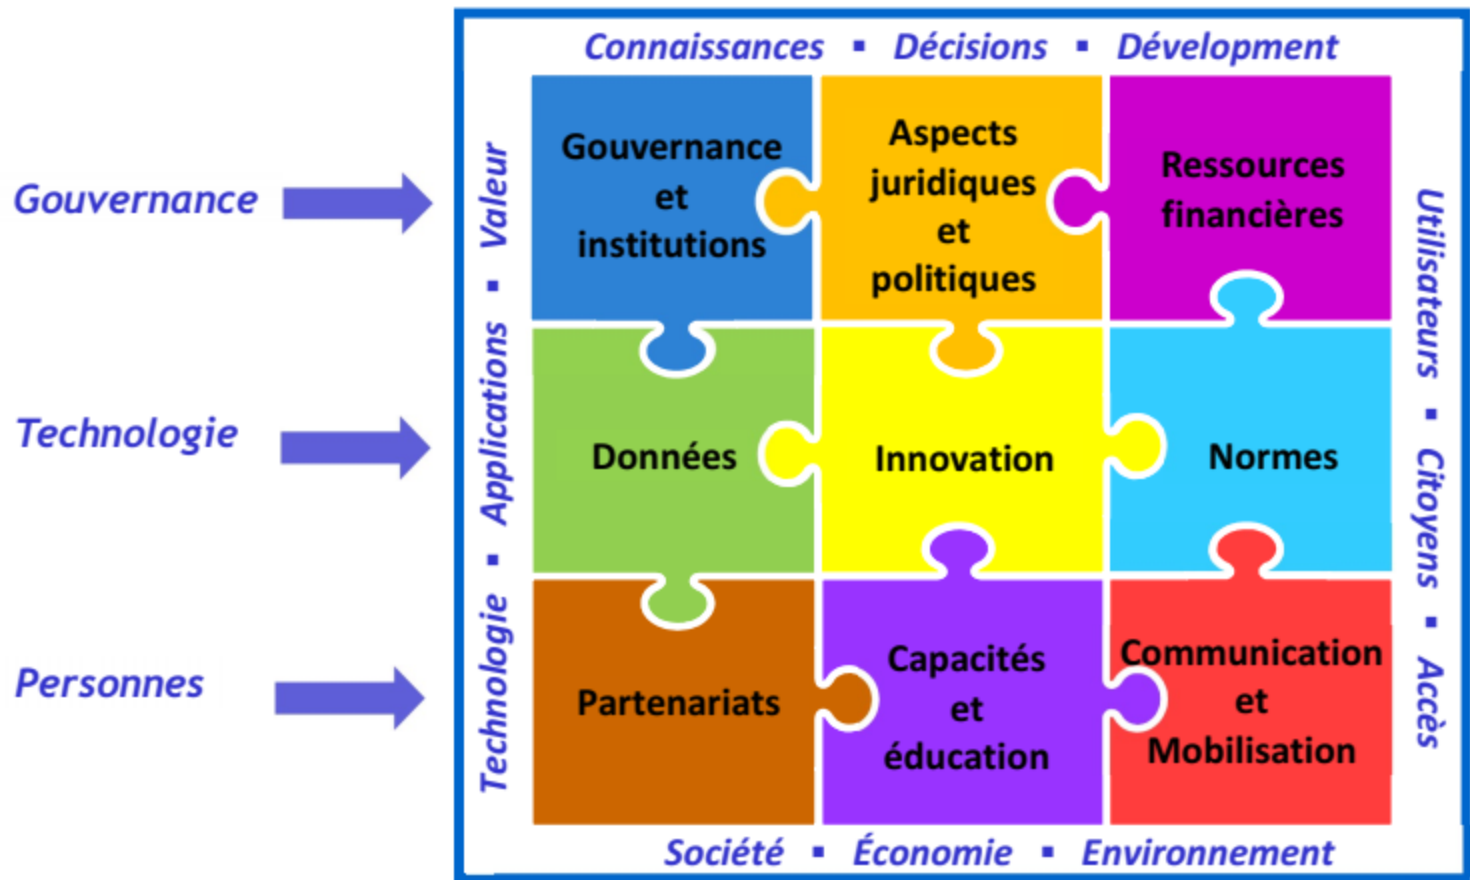 Connaissances ▪ Décisions ▪ Dévelopment
Gouvernance
Technologie
Personnes
Technologie ▪ Applications ▪ Valeur
Gouvernance
et
institutions
Aspects
juridiques
et
politiques
Ressources
financières
Données
Innovation
Normes
Partenariats
Capacités
et
éducation
Communication
et
Mobilisation
Utilisateurs ▪ Citoyens ▪ Accès
Société ▪ Économie ▪ Environnement